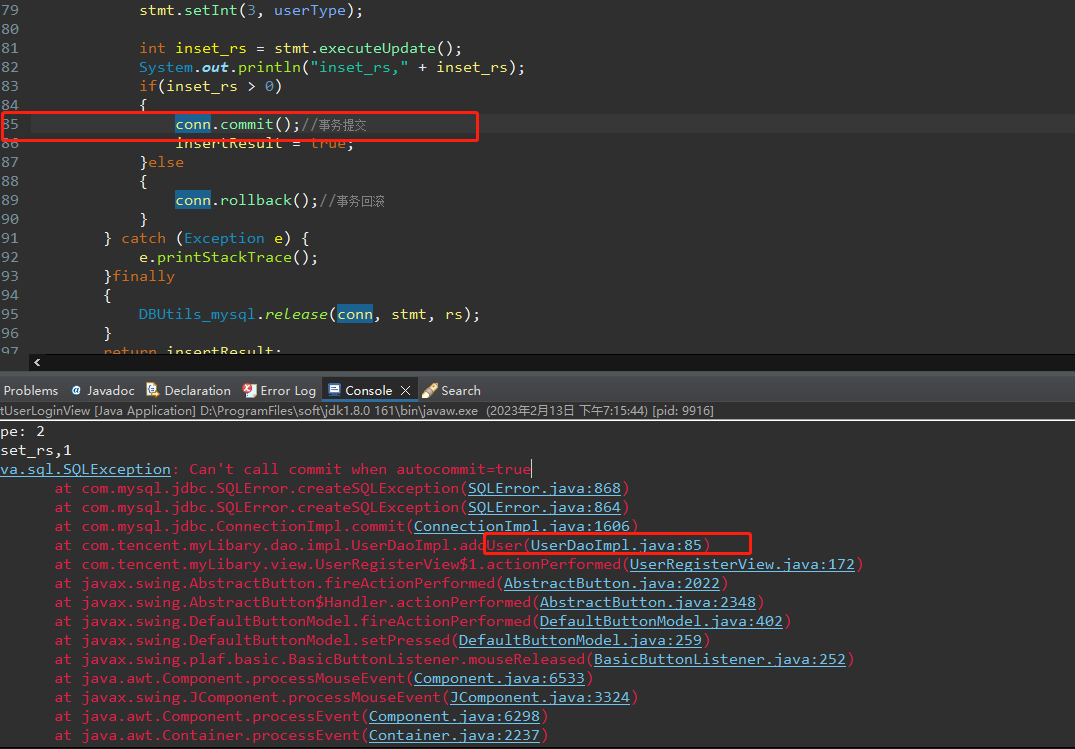 79 stmt.setInt(3, userType);
80
81 int inset_rs = stmt.executeUpdate();
82 System.out.println("inset_rs," + inset_rs);
83 if(inset_rs > 0)
84 {
85 conn.commit();//事务提交
86 insertResult = true;
87 }else
88 {
89 conn.rollback();//事务回滚
90 }
91 } catch (Exception e) {
92 e.printStackTrace();
93 }finally
94 {
95 DBUtils_mysql.release(conn, stmt, rs);
96 }
97 return insertResult;
Problems @ Javadoc Declaration Error Log Console Search
tUserLoginView [Java Application] D:\ProgramFiles\soft\jdk1.8.0 161\bin\javaw.exe (2023年2月13日 下午7:15:44) [pid: 9916]
pe: 2
set_rs,1
va.sql.SQLException: Can't call commit when autocommit=true
at com.mysql.jdbc.SQLError.createSQLException(SQLError.java:868)
at com.mysql.jdbc.SQLError.createSQLException(SQLError.java:864)
at com.mysql.jdbc.ConnectionImpl.commit(ConnectionImpl.java:1606)
at com.tencent.myLibary.dao.impl.UserDaoImpl.addUser(UserDaoImpl.java:85)
at com.tencent.myLibary.view.UserRegisterView$1.actionPerformed(UserRegisterView.java:172)
at javax.swing.AbstractButton.fireActionPerformed(AbstractButton.java:2022)
at javax.swing.AbstractButton$Handler.actionPerformed(AbstractButton.java:2348)
at javax.swing.DefaultButtonModel.fireActionPerformed(DefaultButtonModel.java:402)
at javax.swing.DefaultButtonModel.setPressed(DefaultButtonModel.java:259)
at javax.swing.plaf.basic.BasicButtonListener.mouseReleased(BasicButtonListener.java:252)
at java.awt.Component.processMouseEvent(Component.java:6533)
at javax.swing.JComponent.processMouseEvent(JComponent.java:3324)
at java.awt.Component.processEvent(Component.java:6298)
at java.awt.Container.processEvent(Container.java:2237)